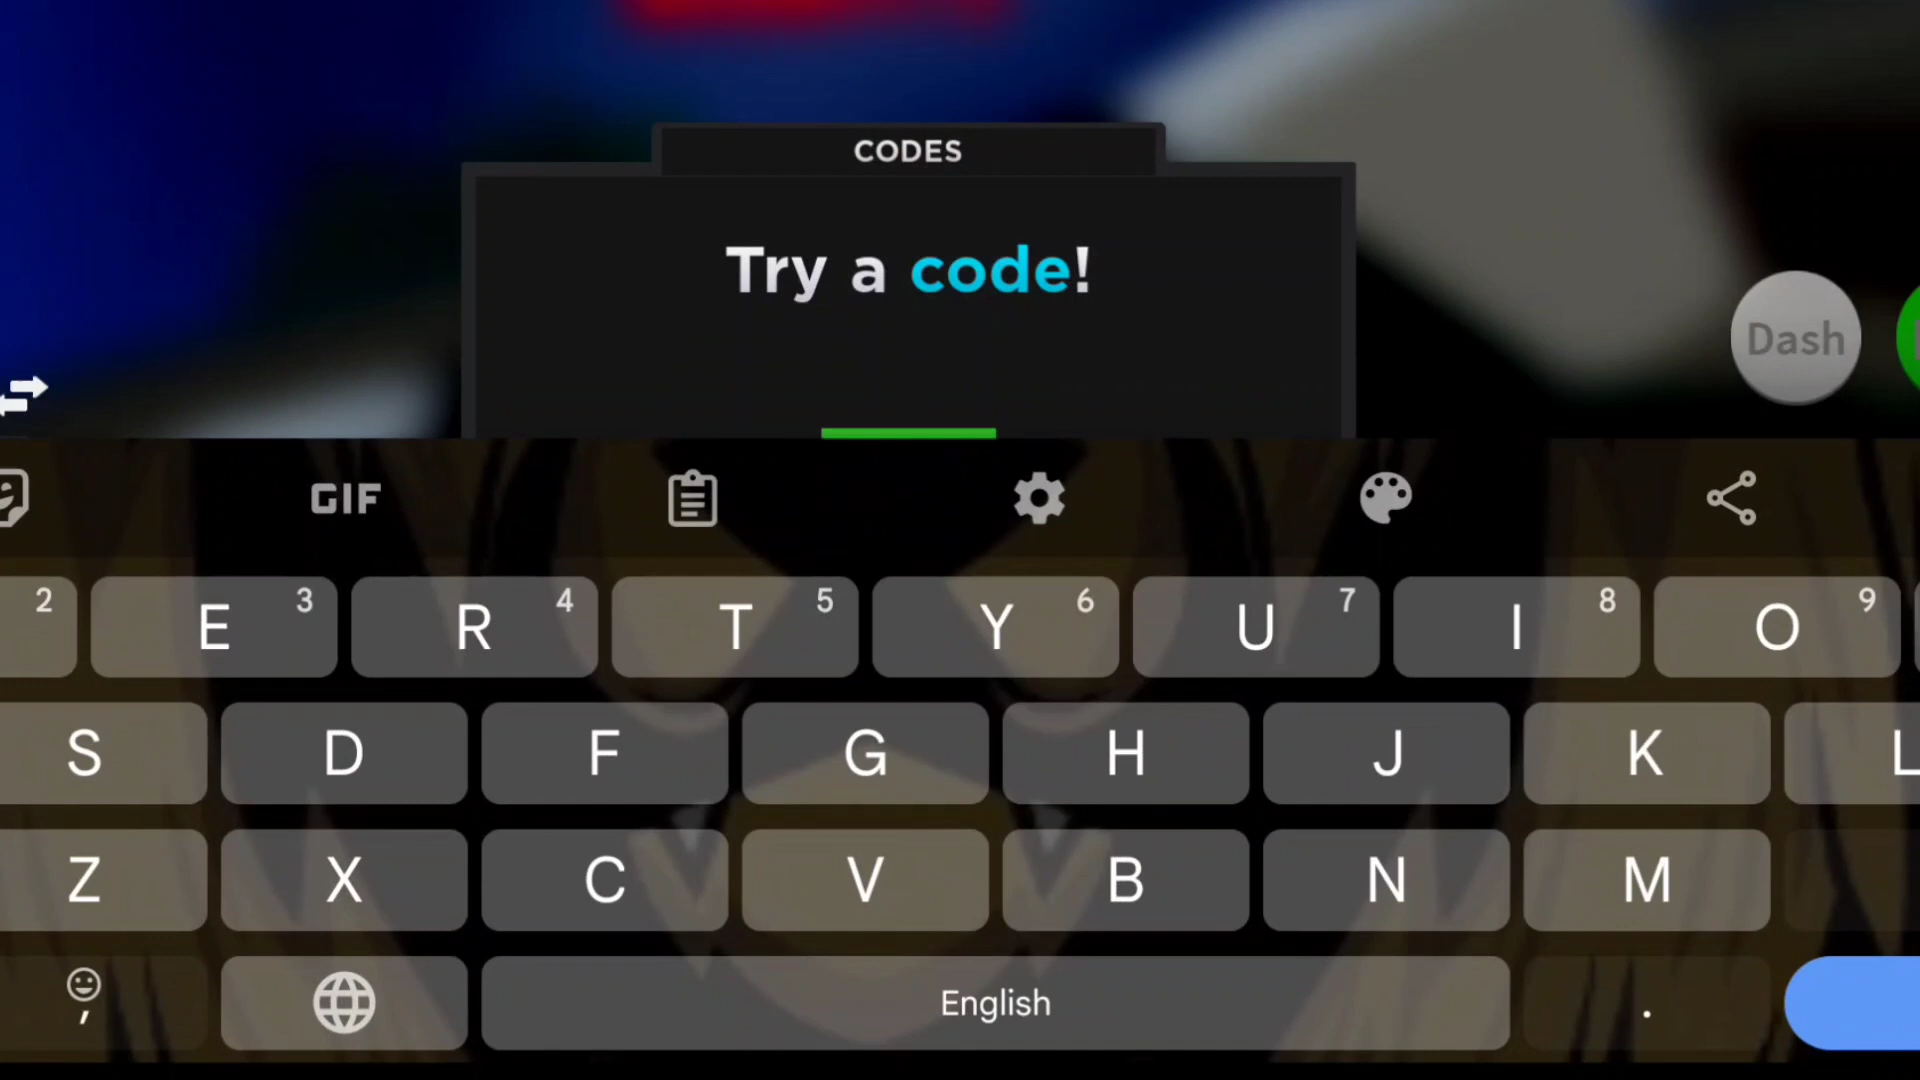 CODES
Try a code!
Dash
GIF
2 E 3 R 4 T 5 Y 6 U 7 I 8 O 9
S D F G H J K L
Z X C V B N M
, English .